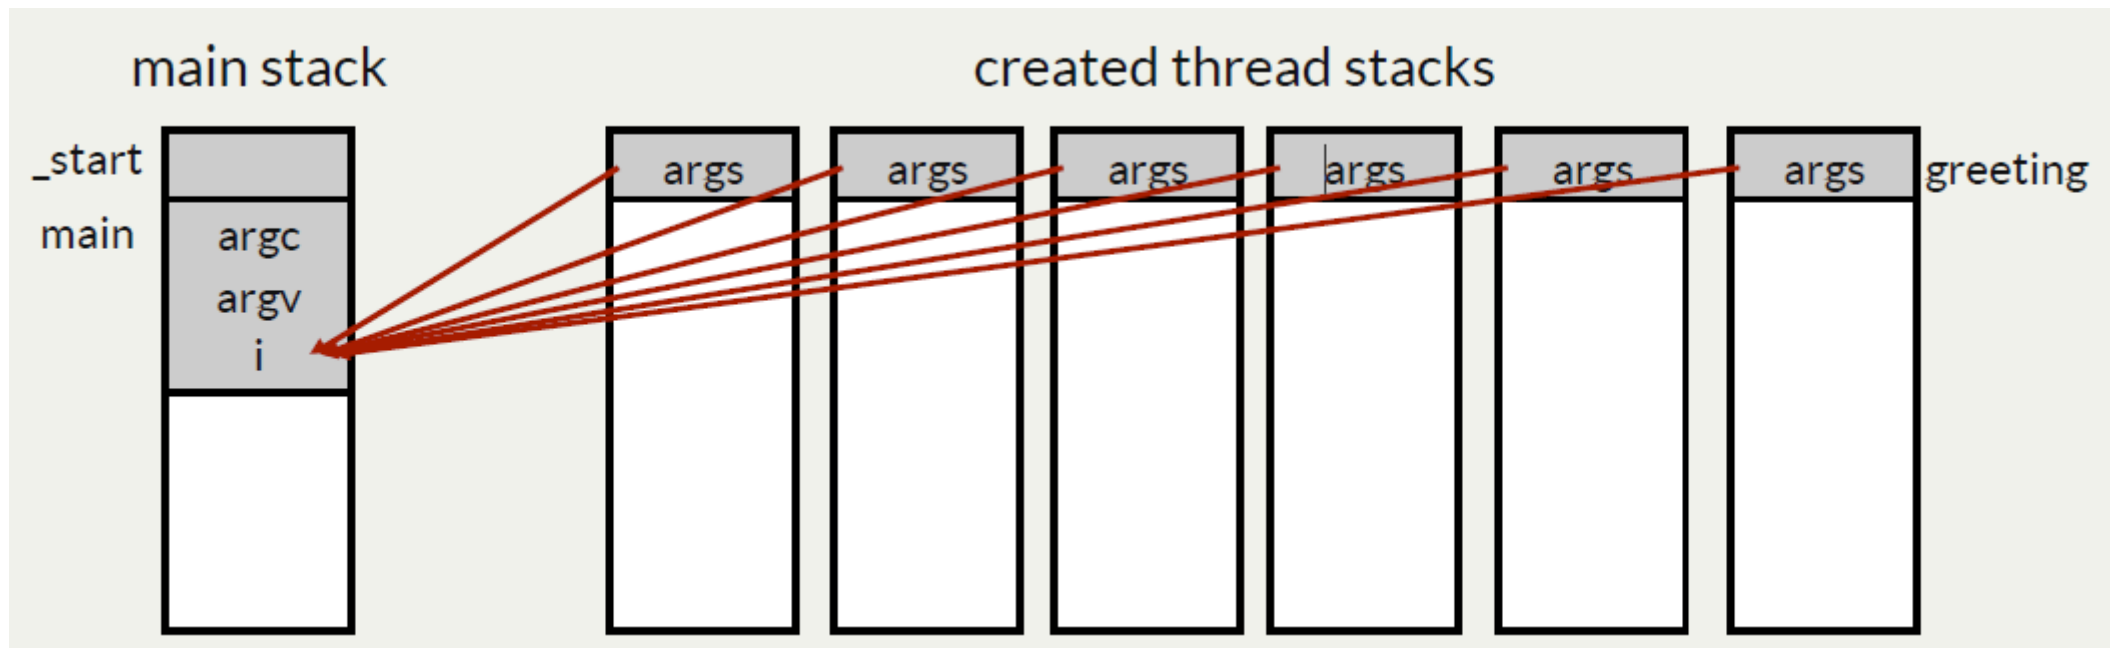 main stack
created thread stacks
_start
args
args
args
args
args
args
greeting
main
argc
argv
i